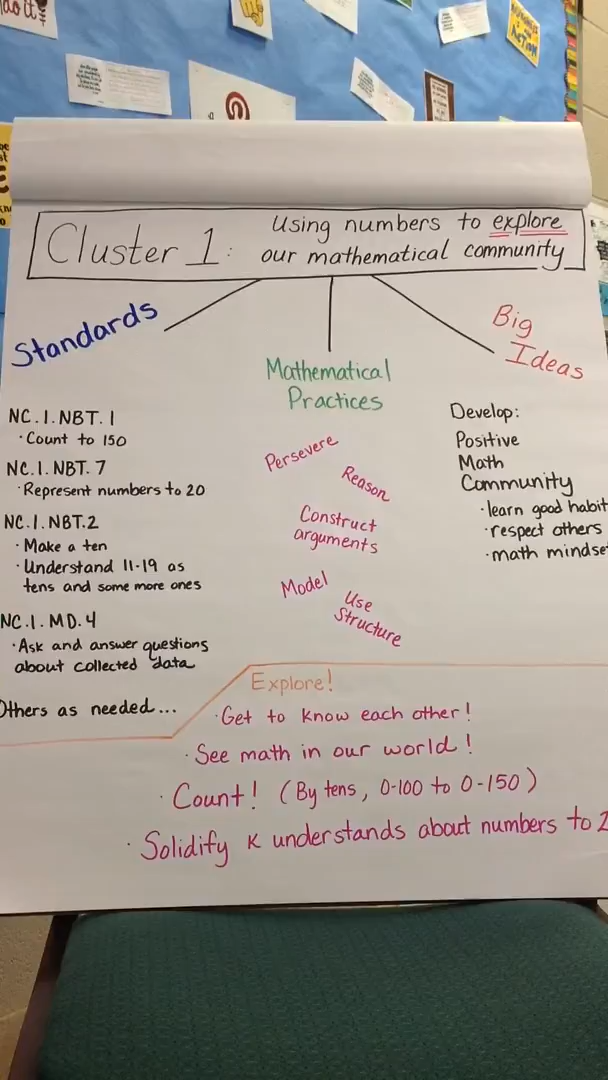 Cluster 1:
Using numbers to explore
our mathematical community
Standards
NC.1.NBT.1
· Count to 150
NC.1.NBT.7
· Represent numbers to 20
NC.1.NBT.2
· Make a ten
· Understand 11-19 as
tens and some more ones
NC.1.MD.4
· Ask and answer questions
about collected data
Others as needed...
Mathematical
Practices
Persevere
Reason
Construct
arguments
Model
Use
Structure
Big
Ideas
Develop:
Positive
Math
Community
· learn good habit
· respect others
· math mindse
Explore!
· Get to know each other!
· See math in our world!
· Count! (By tens, 0-100 to 0-150)
· Solidify K understands about numbers to